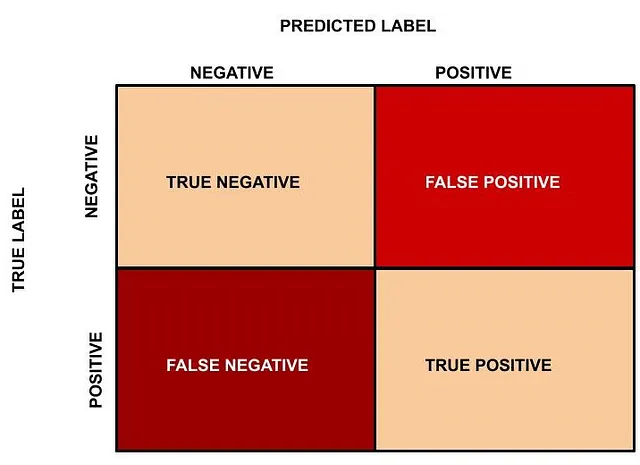 PREDICTED LABEL
NEGATIVE
POSITIVE
TRUE LABEL
NEGATIVE
TRUE NEGATIVE
FALSE POSITIVE
POSITIVE
FALSE NEGATIVE
TRUE POSITIVE